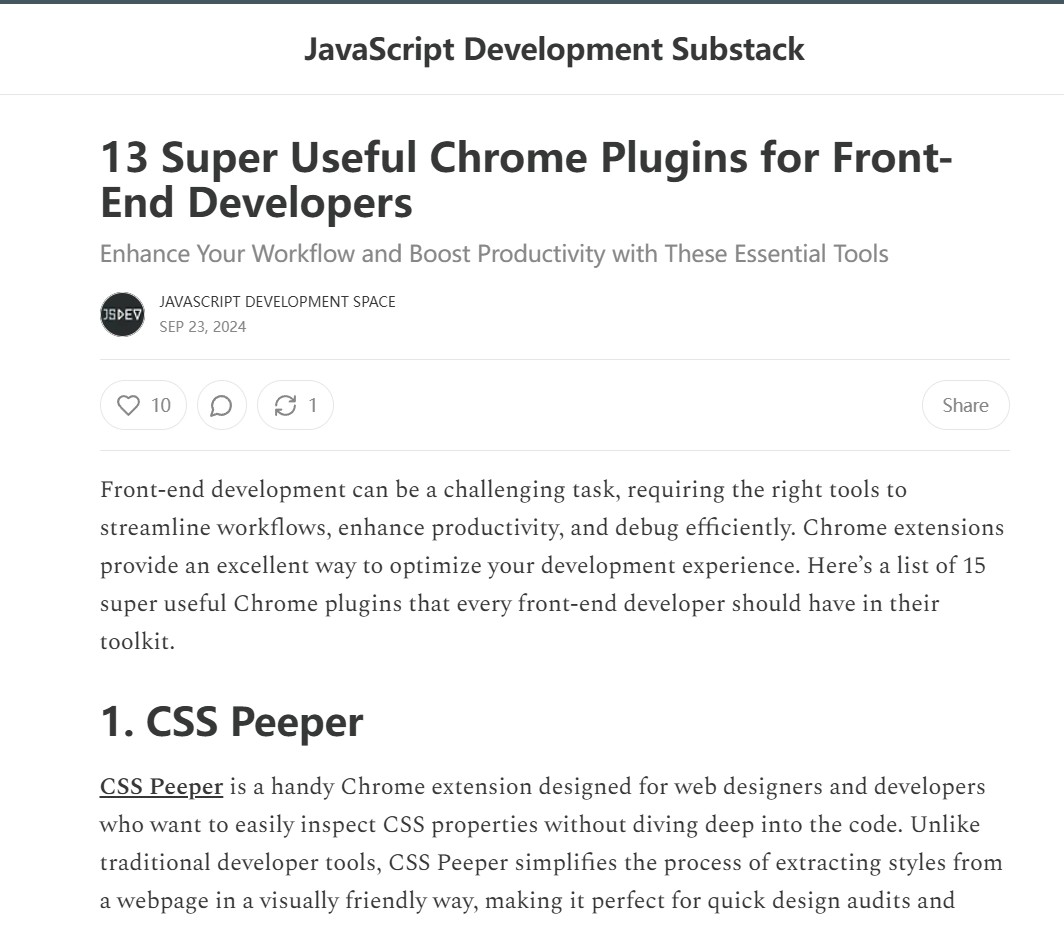 JavaScript Development Substack
13 Super Useful Chrome Plugins for Front-
End Developers
Enhance Your Workflow and Boost Productivity with These Essential Tools
JSDEV
JAVASCRIPT DEVELOPMENT SPACE
SEP 23, 2024
10
1
Share
Front-end development can be a challenging task, requiring the right tools to
streamline workflows, enhance productivity, and debug efficiently. Chrome extensions
provide an excellent way to optimize your development experience. Here’s a list of 15
super useful Chrome plugins that every front-end developer should have in their
toolkit.
1. CSS Peeper
CSS Peeper is a handy Chrome extension designed for web designers and developers
who want to easily inspect CSS properties without diving deep into the code. Unlike
traditional developer tools, CSS Peeper simplifies the process of extracting styles from
a webpage in a visually friendly way, making it perfect for quick design audits and